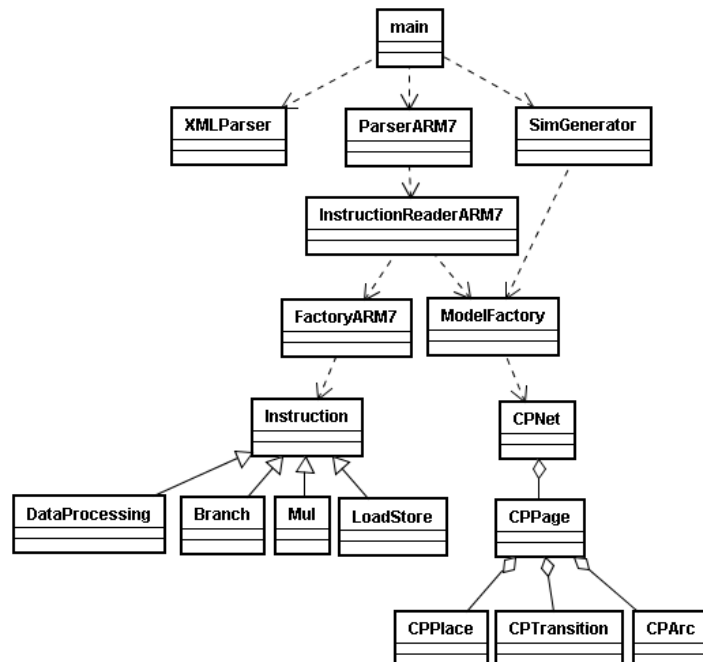 main
XMLParser
ParserARM7
SimGenerator
InstructionReaderARM7
FactoryARM7
ModelFactory
Instruction
CPNet
DataProcessing
Branch
Mul
LoadStore
CPPage
CPPlace
CPTransition
CPArc